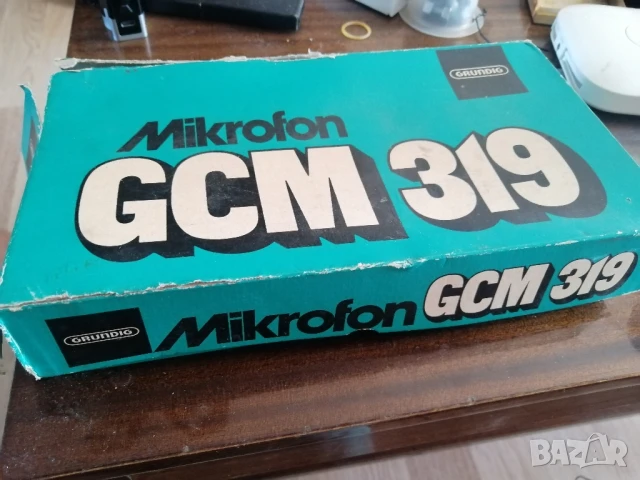 GRUNDIG
Mikrofon
GCM 319
GRUNDIG Mikrofon GCM 319
BAZAR